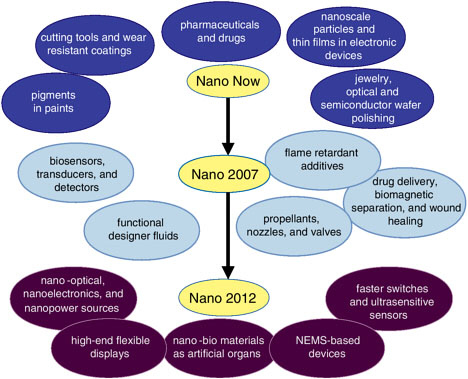 cutting tools and wear
resistant coatings
pharmaceuticals
and drugs
nanoscale
particles and
thin films in electronic
devices
pigments
in paints
Nano Now
jewelry,
optical and
semiconductor wafer
polishing
biosensors,
transducers, and
detectors
Nano 2007
flame retardant
additives
drug delivery,
biomagnetic
separation, and wound
healing
functional
designer fluids
propellants,
nozzles, and valves
nano-optical,
nanoelectronics, and
nanopower sources
Nano 2012
faster switches
and ultrasensitive
sensors
high-end flexible
displays
nano-bio materials
as artificial organs
NEMS-based
devices